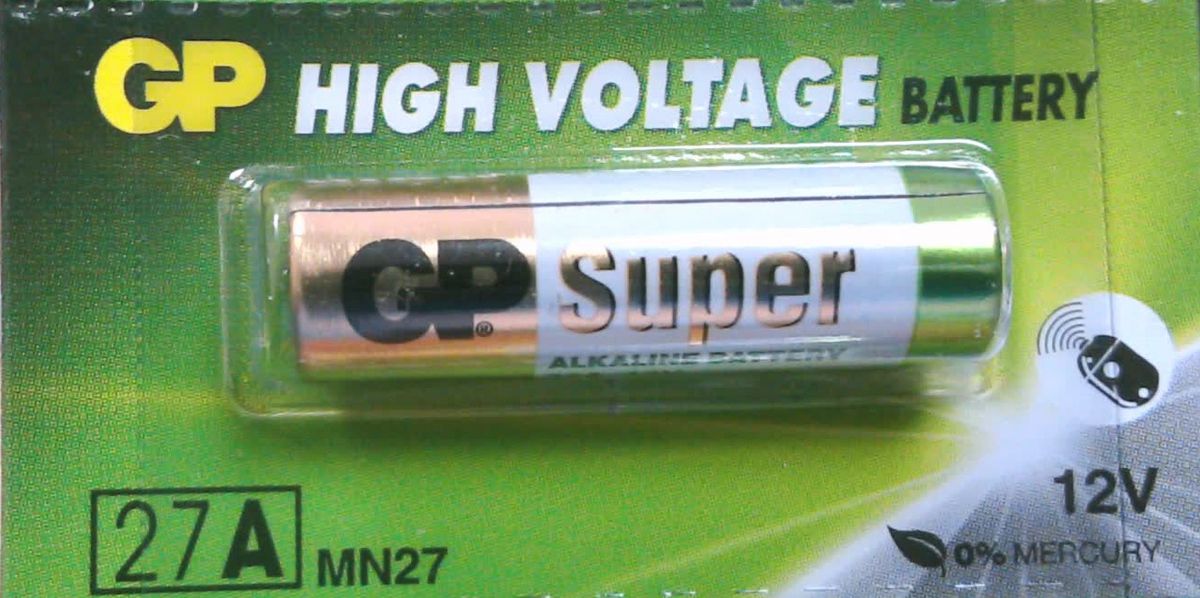 GP HIGH VOLTAGE BATTERY
GP® Super
ALKALINE BATTERY
12V
0% MERCURY
27A MN27